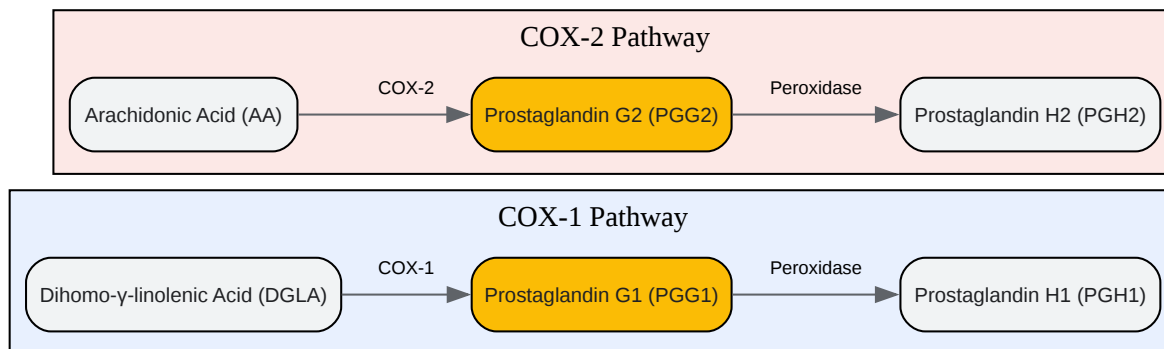 COX-2 Pathway
Arachidonic Acid (AA)
COX-2
Prostaglandin G2 (PGG2)
Peroxidase
Prostaglandin H2 (PGH2)
COX-1 Pathway
Dihomo-γ-linolenic Acid (DGLA)
COX-1
Prostaglandin G1 (PGG1)
Peroxidase
Prostaglandin H1 (PGH1)